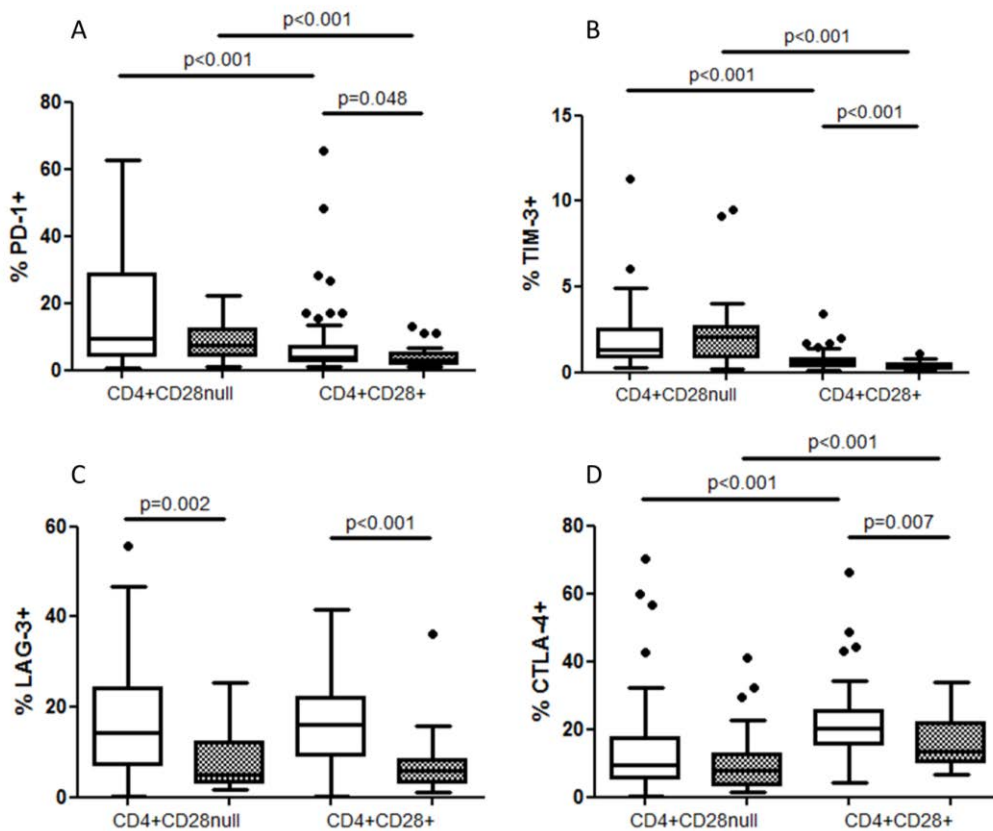 A
p<0.001
p<0.001
p=0.048
% PD-1+
80
60
40
20
0
CD4+CD28null
CD4+CD28+
B
p<0.001
p<0.001
p<0.001
% TIM-3+
15
10
5
0
CD4+CD28null
CD4+CD28+
C
p=0.002
p<0.001
% LAG-3+
60
40
20
0
CD4+CD28null
CD4+CD28+
D
p<0.001
p<0.001
p=0.007
% CTLA-4+
80
60
40
20
0
CD4+CD28null
CD4+CD28+